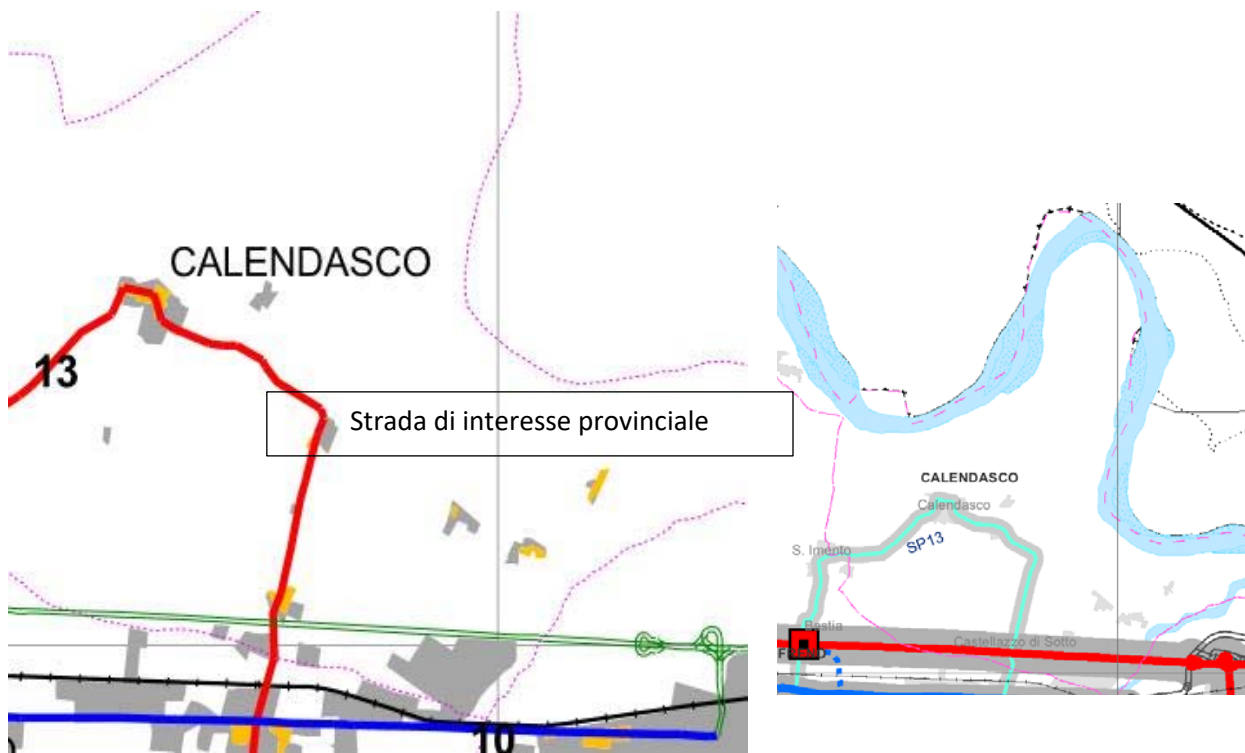 CALENDASCO
13
Strada di interesse provinciale
10
CALENDASCO
Calendasco
SP13
S. Imento
Bastia
Castellazzo di Sotto